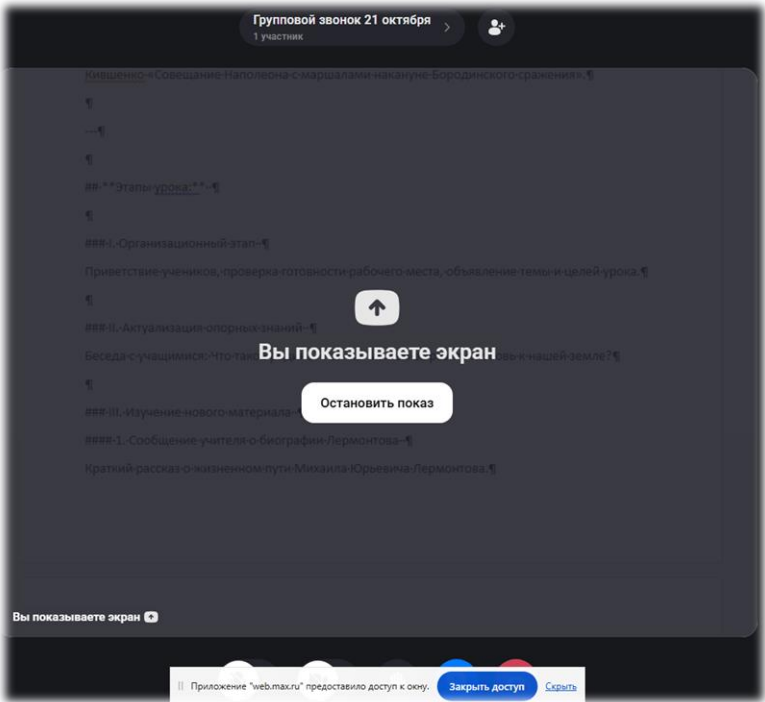 Групповой звонок 21 октября
1 участник
Кившенко «Совещание Наполеона с маршалами накануне Бородинского сражения».¶
¶
---¶
¶
## **Этапы урока:** ¶
¶
### I. Организационный этап ¶
Приветствие учеников, проверка готовности рабочего места, объявление темы и целей урока.¶
¶
### II. Актуализация опорных знаний ¶
Беседа с учащимися: Что
Вы показываете экран
к нашей земле?¶
¶
Остановить показ
### III. Изучение нового материала
#### 1. Сообщение учителя о биографии Лермонтова ¶
Краткий рассказ о жизненном пути Михаила Юрьевича Лермонтова.¶
Вы показываете экран
Приложение "web.max.ru" предоставило доступ к окну. Закрыть доступ Скрыть